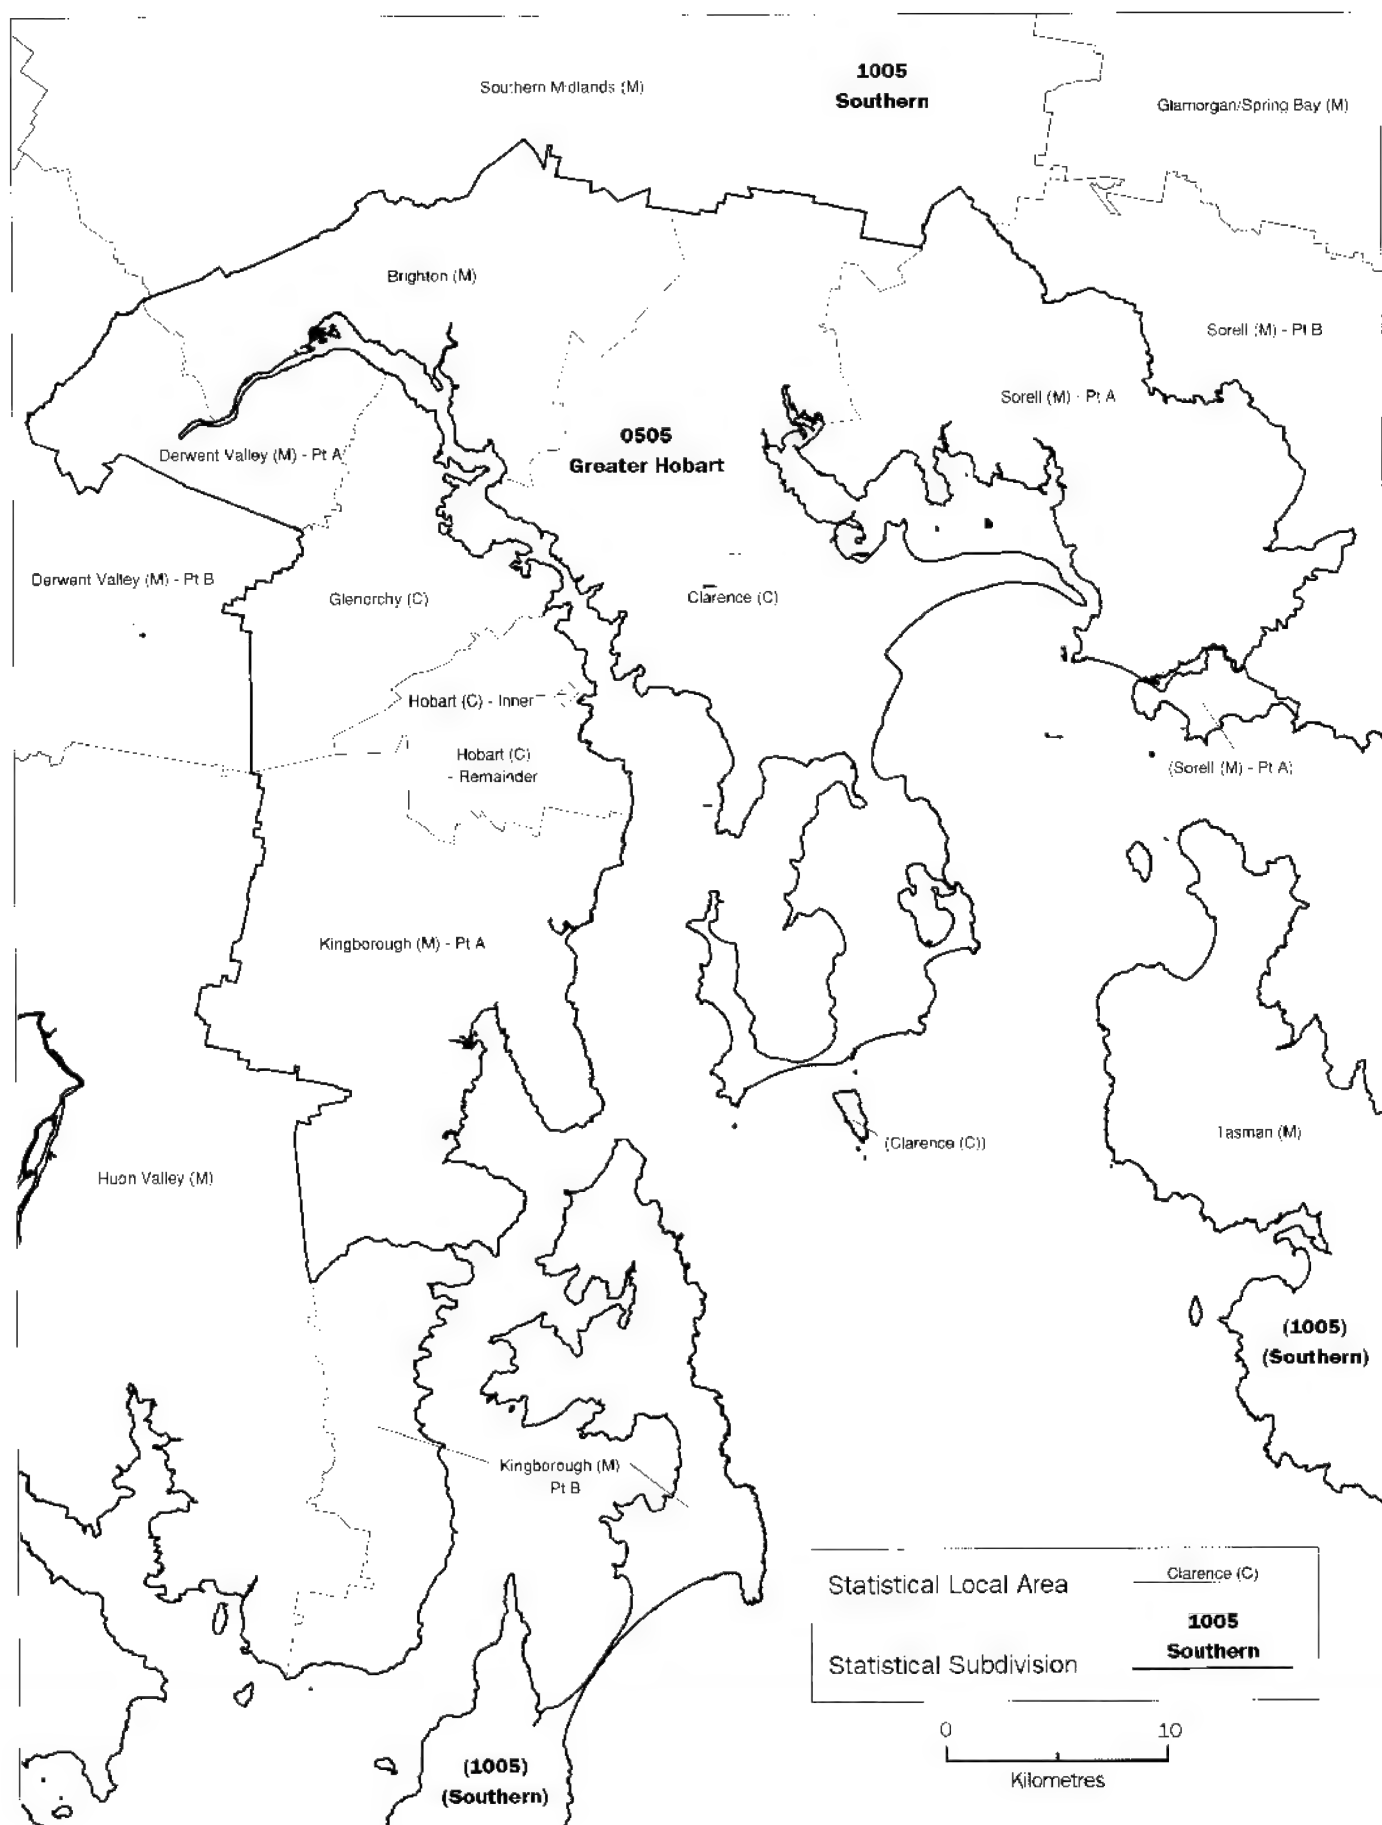 1005
Southern
Southern Midlands (M)
Glamorgan/Spring Bay (M)
Brighton (M)
Sorell (M) - Pt B
Sorell (M) - Pt A
0505
Greater Hobart
Derwent Valley (M) - Pt A
Derwent Valley (M) - Pt B
Glenorchy (C)
Clarence (C)
Hobart (C) - Inner
Hobart (C)
- Remainder
(Sorell (M) - Pt A)
Kingborough (M) - Pt A
(Clarence (C))
Tasman (M)
Huon Valley (M)
(1005)
(Southern)
Kingborough (M)
Pt B
Statistical Local Area
Clarence (C)
1005
Southern
Statistical Subdivision
0
10
Kilometres
(1005)
(Southern)